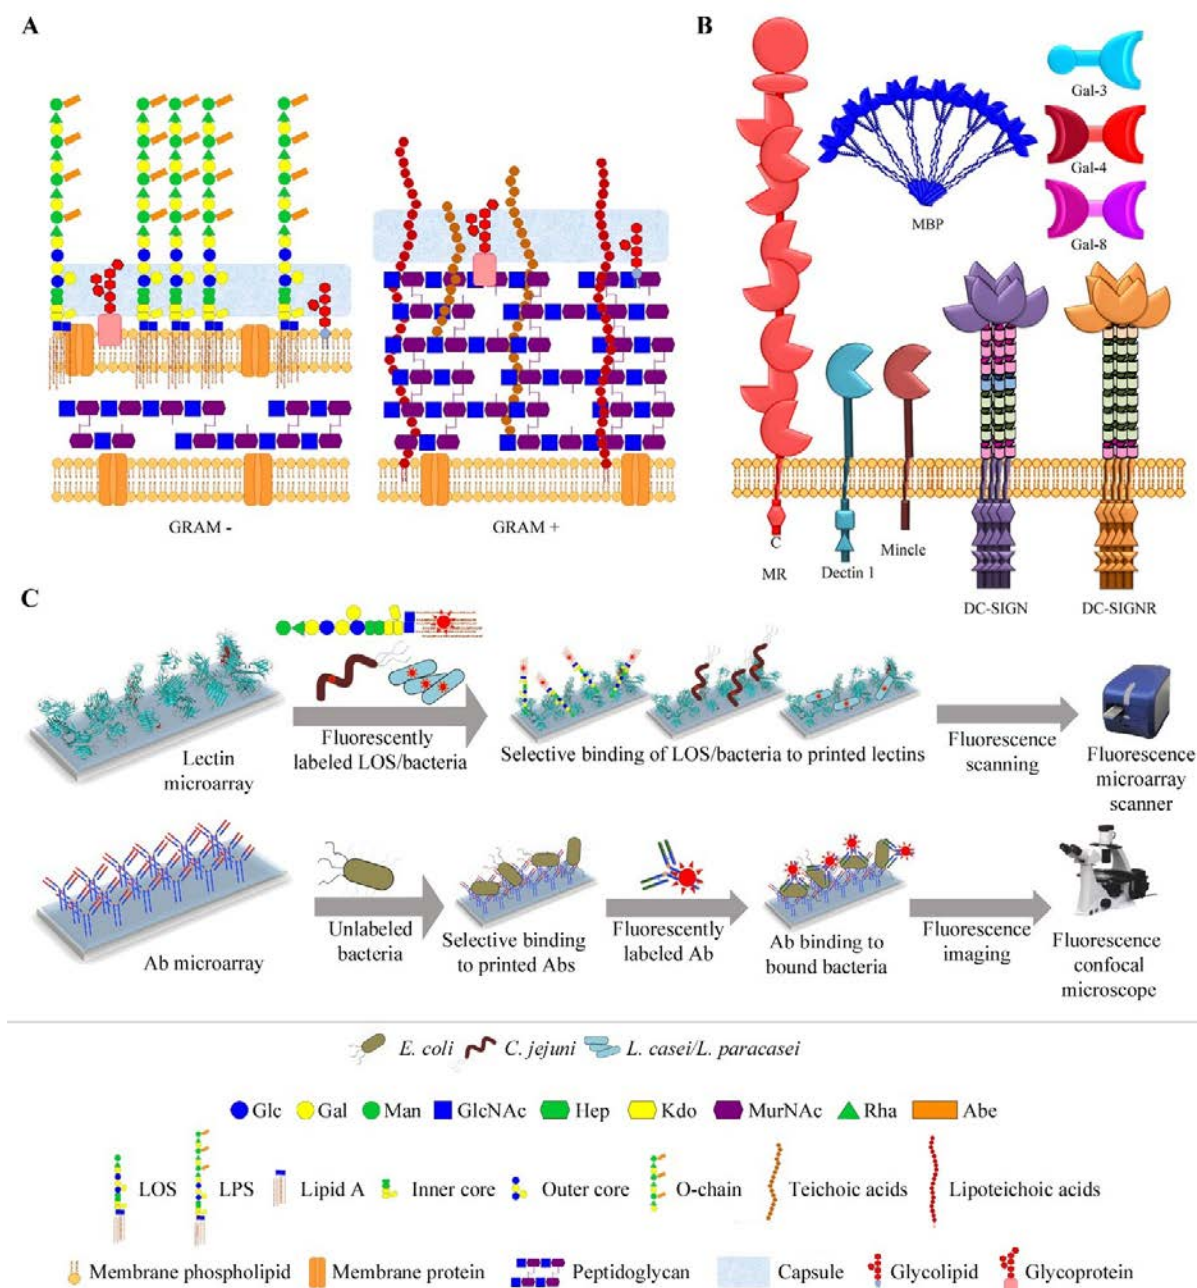 A
B
Gal-3
Gal-4
MBP
Gal-8
GRAM -
GRAM +
C
MR
Dectin 1
Mincle
DC-SIGN
DC-SIGNR
C
Lectin
microarray
Fluorescently
labeled LOS/bacteria
Selective binding of LOS/bacteria to printed lectins
Fluorescence
scanning
Fluorescence
microarray
scanner
Ab microarray
Unlabeled
bacteria
Selective binding
to printed Abs
Fluorescently
labeled Ab
Ab binding to
bound bacteria
Fluorescence
imaging
Fluorescence
confocal
microscope
E. coli C. jejuni L. casei/L. paracasei
Glc Gal Man GlcNAc Hep Kdo MurNAc Rha Abe
LOS LPS Lipid A Inner core Outer core O-chain Teichoic acids Lipoteichoic acids
Membrane phospholipid Membrane protein Peptidoglycan Capsule Glycolipid Glycoprotein